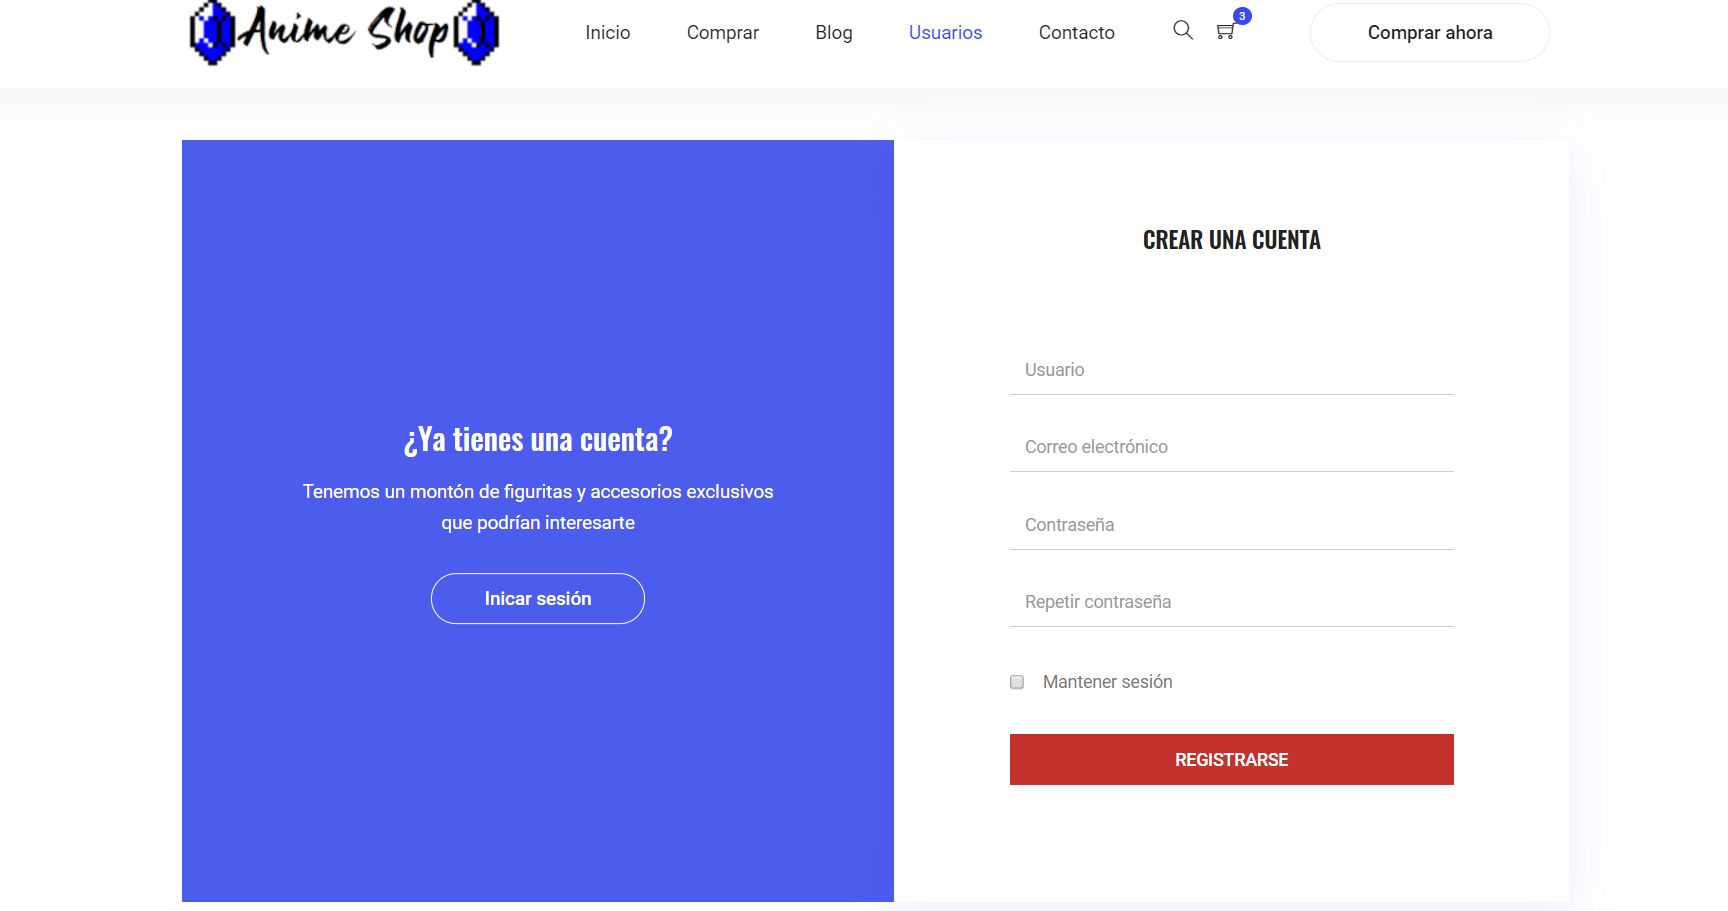 Anime Shop
Inicio
Comprar
Blog
Usuarios
Contacto
3
Comprar ahora
¿Ya tienes una cuenta?
Tenemos un montón de figuritas y accesorios exclusivos
que podrían interesarte
Inicar sesión
CREAR UNA CUENTA
Usuario
Correo electrónico
Contraseña
Repetir contraseña
Mantener sesión
REGISTRARSE